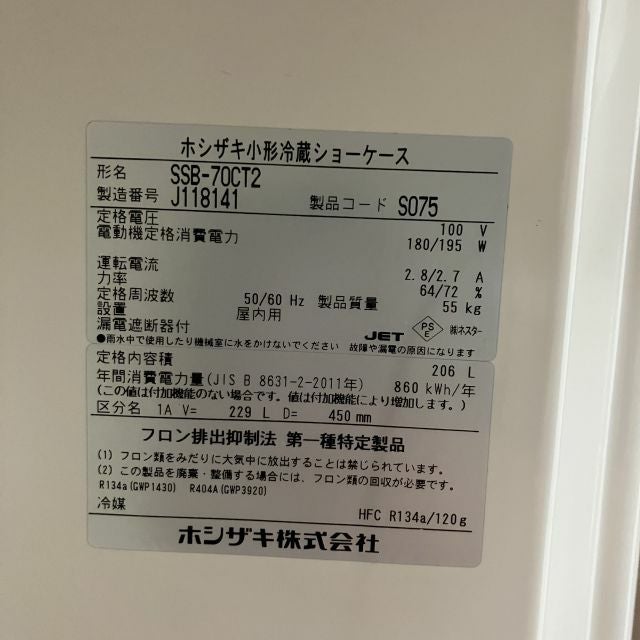 ホシザキ小形冷蔵ショーケース
形名 SSB-70CT2
製造番号 J118141 製品コード S075
定格電圧 100 V
電動機定格消費電力 180/195 W
運転電流 2.8/2.7 A
力率 64/72 %
定格周波数 50/60 Hz 製品質量 55 kg
設置 屋内用
漏電遮断器付 JET PS E ㈱ネスター
●雨水中で使用したり機械室に水をかけないでください 故障や漏電の原因になります
定格内容積 206 L
年間消費電力量(JIS B 8631-2-2011年) 860 kWh/年
(この値は付加機能のない場合です。値は付加機能により増加します。)
区分名 1A V= 229 L D= 450 mm
フロン排出抑制法 第一種特定製品
(1) フロン類をみだりに大気中に放出することは禁じられています。
(2) この製品を廃棄・整備する場合には、フロン類の回収が必要です。
R134a(GWP1430) R404A(GWP3920)
冷媒 HFC R134a/120g
ホシザキ株式会社